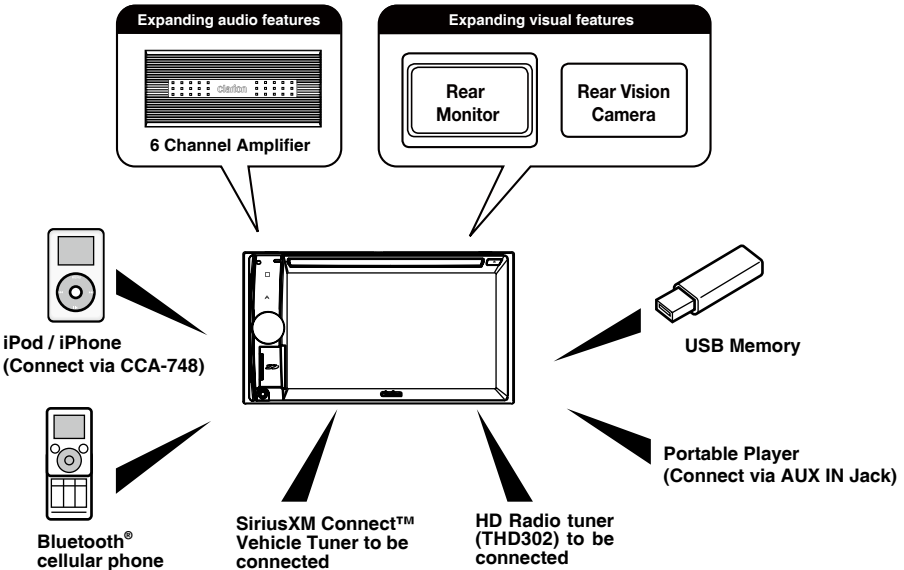 Expanding audio features
clarion
6 Channel Amplifier
Expanding visual features
Rear
Monitor
Rear Vision
Camera
iPod / iPhone
(Connect via CCA-748)
clarion
USB Memory
Bluetooth®
cellular phone
SiriusXM Connect™
Vehicle Tuner to be
connected
HD Radio tuner
(THD302) to be
connected
Portable Player
(Connect via AUX IN Jack)